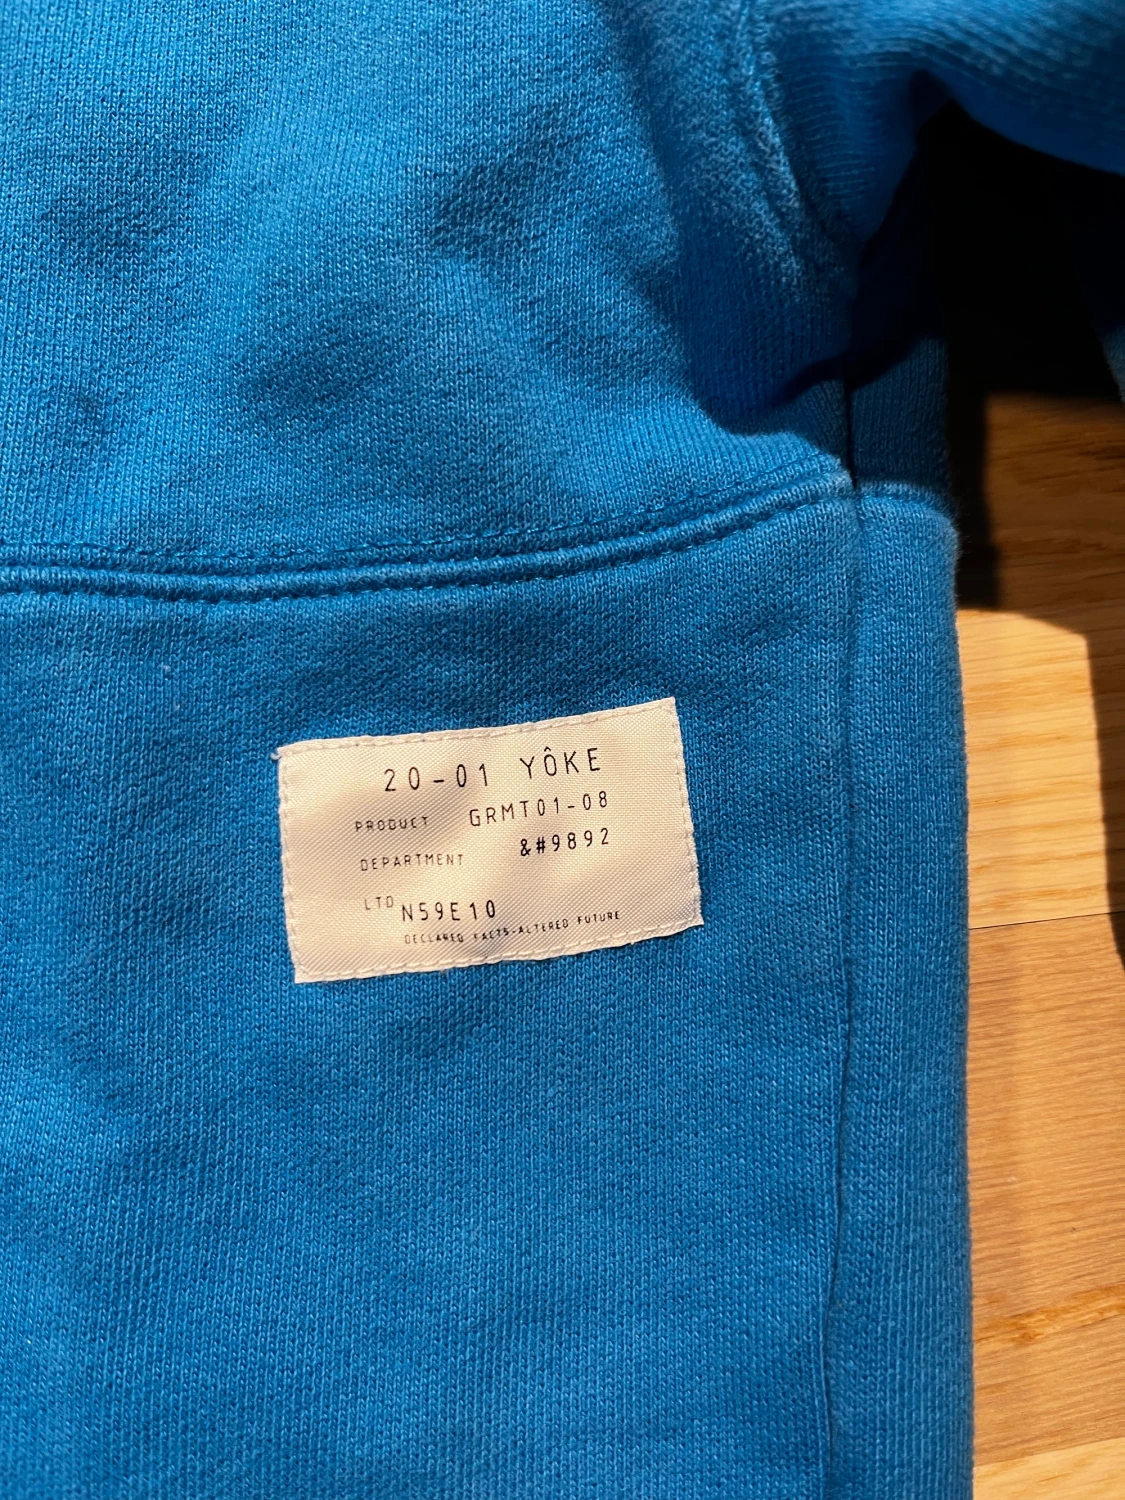 20-01 YÔKE
PRODUCT GRMT01-08
DEPARTMENT &#9892
LTD N59E10
DECLARED FACTS-ALTERED FUTURE